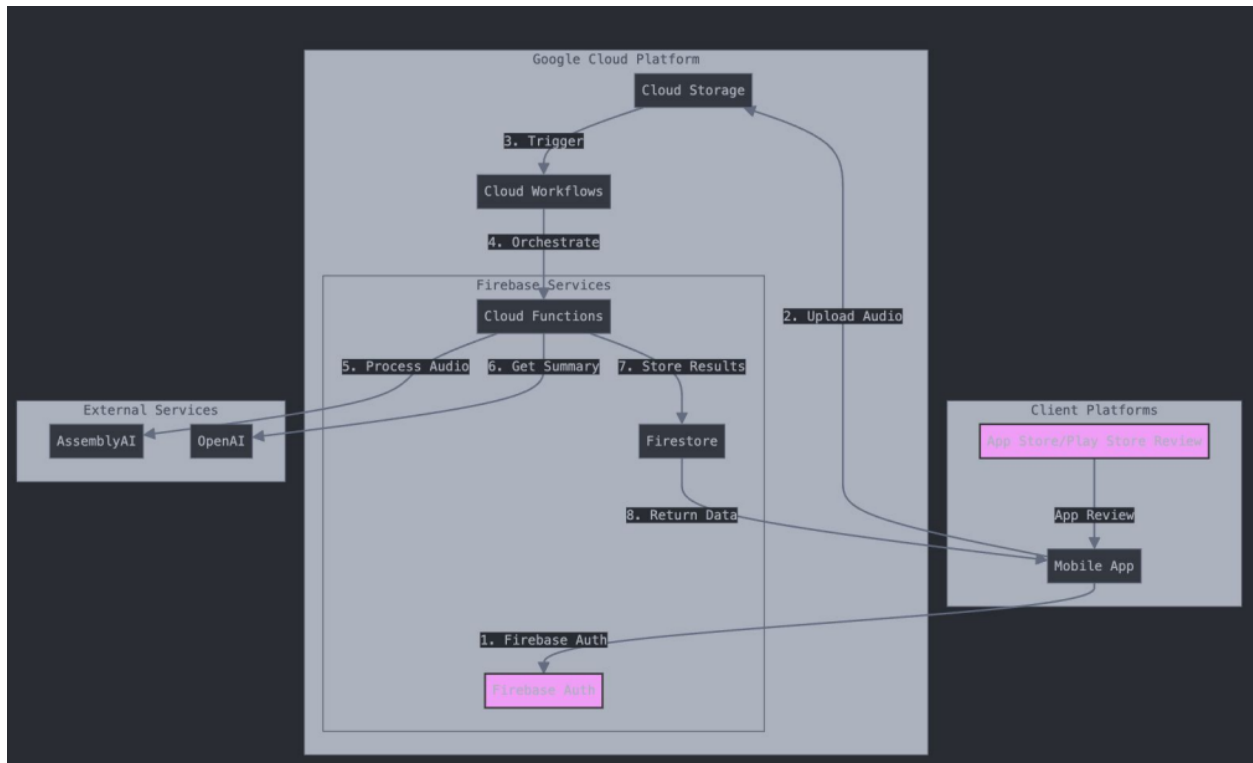 Google Cloud Platform
Cloud Storage
3. Trigger
Cloud Workflows
4. Orchestrate
Firebase Services
Cloud Functions
2. Upload Audio
5. Process Audio
6. Get Summary
7. Store Results
External Services
AssemblyAI
OpenAI
Firestore
Client Platforms
App Store/Play Store Review
8. Return Data
App Review
Mobile App
1. Firebase Auth
Firebase Auth